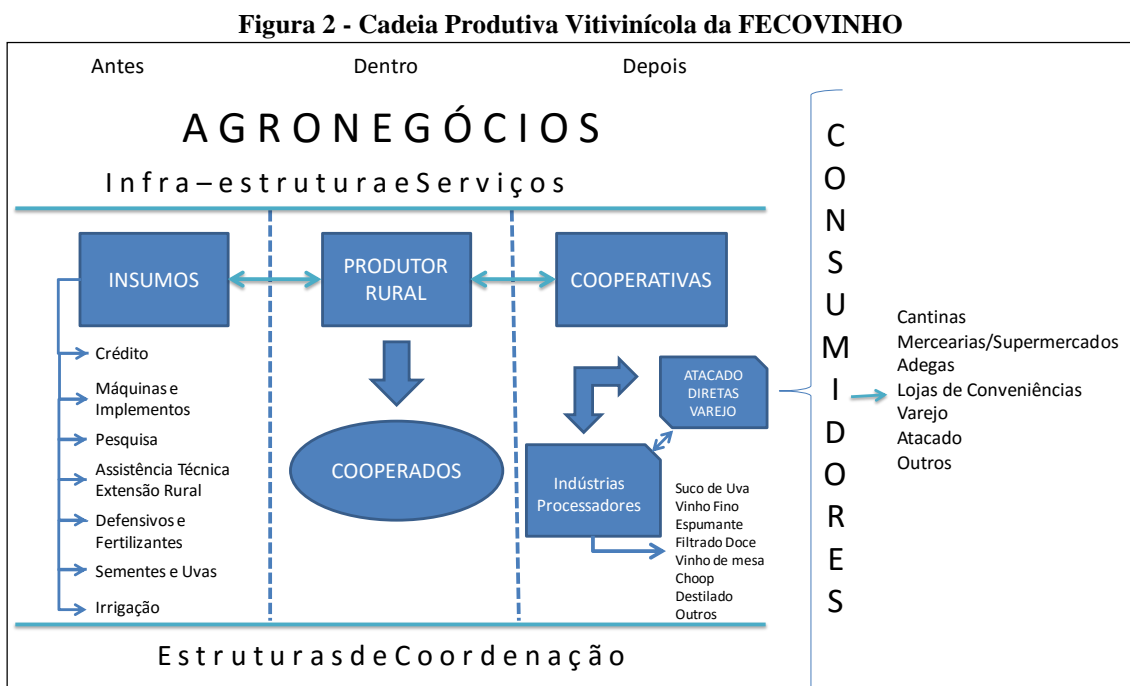 Figura 2 - Cadeia Produtiva Vitivinícola da FECOVINHO
Antes
Dentro
Depois
AGRONEGÓCIOS
Infra–estrutura e Serviços
INSUMOS
PRODUTOR
RURAL
COOPERATIVAS
Crédito
Máquinas e
Implementos
Pesquisa
Assistência Técnica
Extensão Rural
Defensivos e
Fertilizantes
Sementes e Uvas
Irrigação
COOPERADOS
ATACADO
DIRETAS
VAREJO
Indústrias
Processadores
Suco de Uva
Vinho Fino
Espumante
Filtrado Doce
Vinho de mesa
Choop
Destilado
Outros
Estruturas de Coordenação
CONSUMIDORES
Cantinas
Mercearias/Supermercados
Adegas
Lojas de Conveniências
Varejo
Atacado
Outros